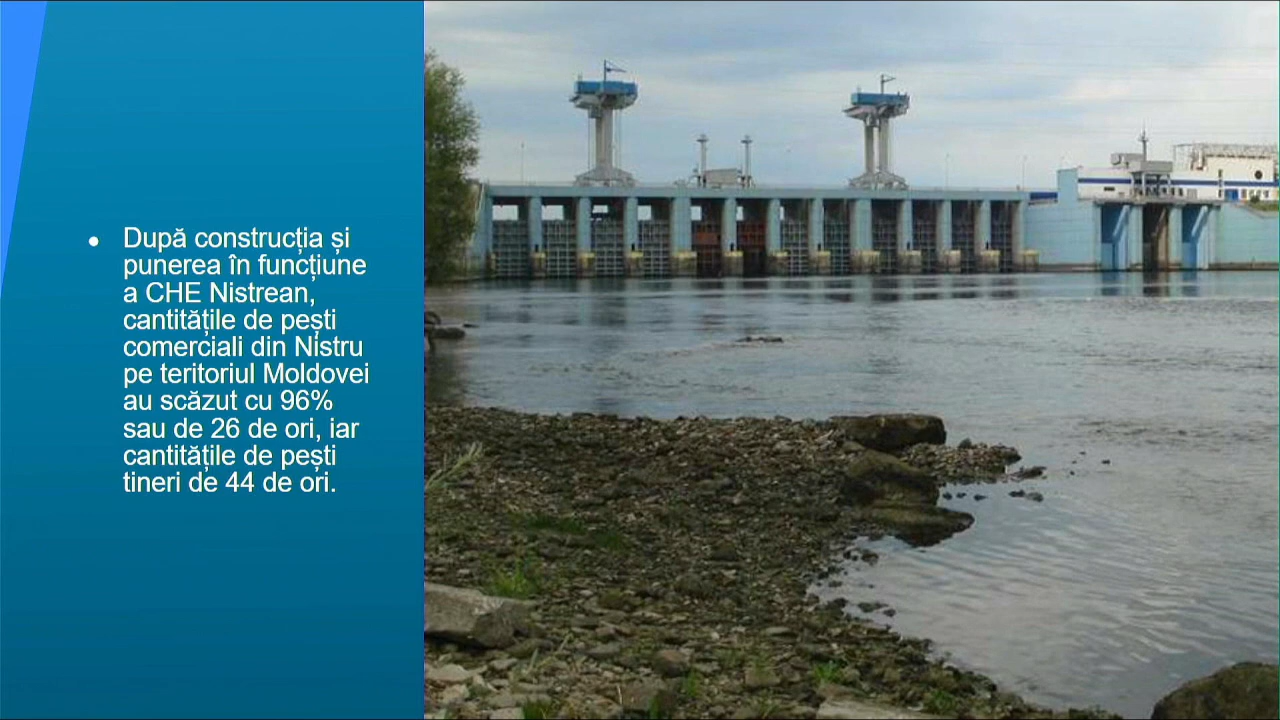 După construcția și
punerea în funcțiune
a CHE Nistrean,
cantitățile de pești
comerciali din Nistru
pe teritoriul Moldovei
au scăzut cu 96%
sau de 26 de ori, iar
cantitățile de pești
tineri de 44 de ori.